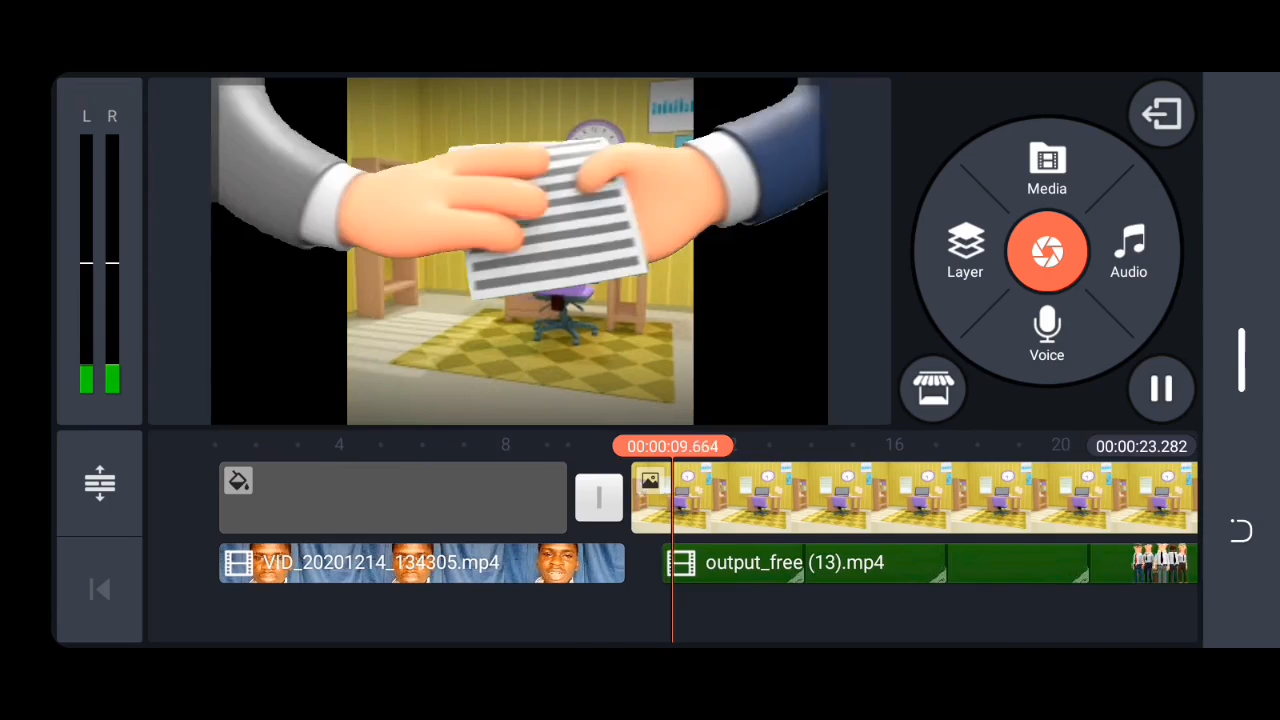 L R
Media
Layer
Audio
Voice
4
8
00:00:09.664
16
20
00:00:23.282
VID_20201214_134305.mp4
output_free (13).mp4